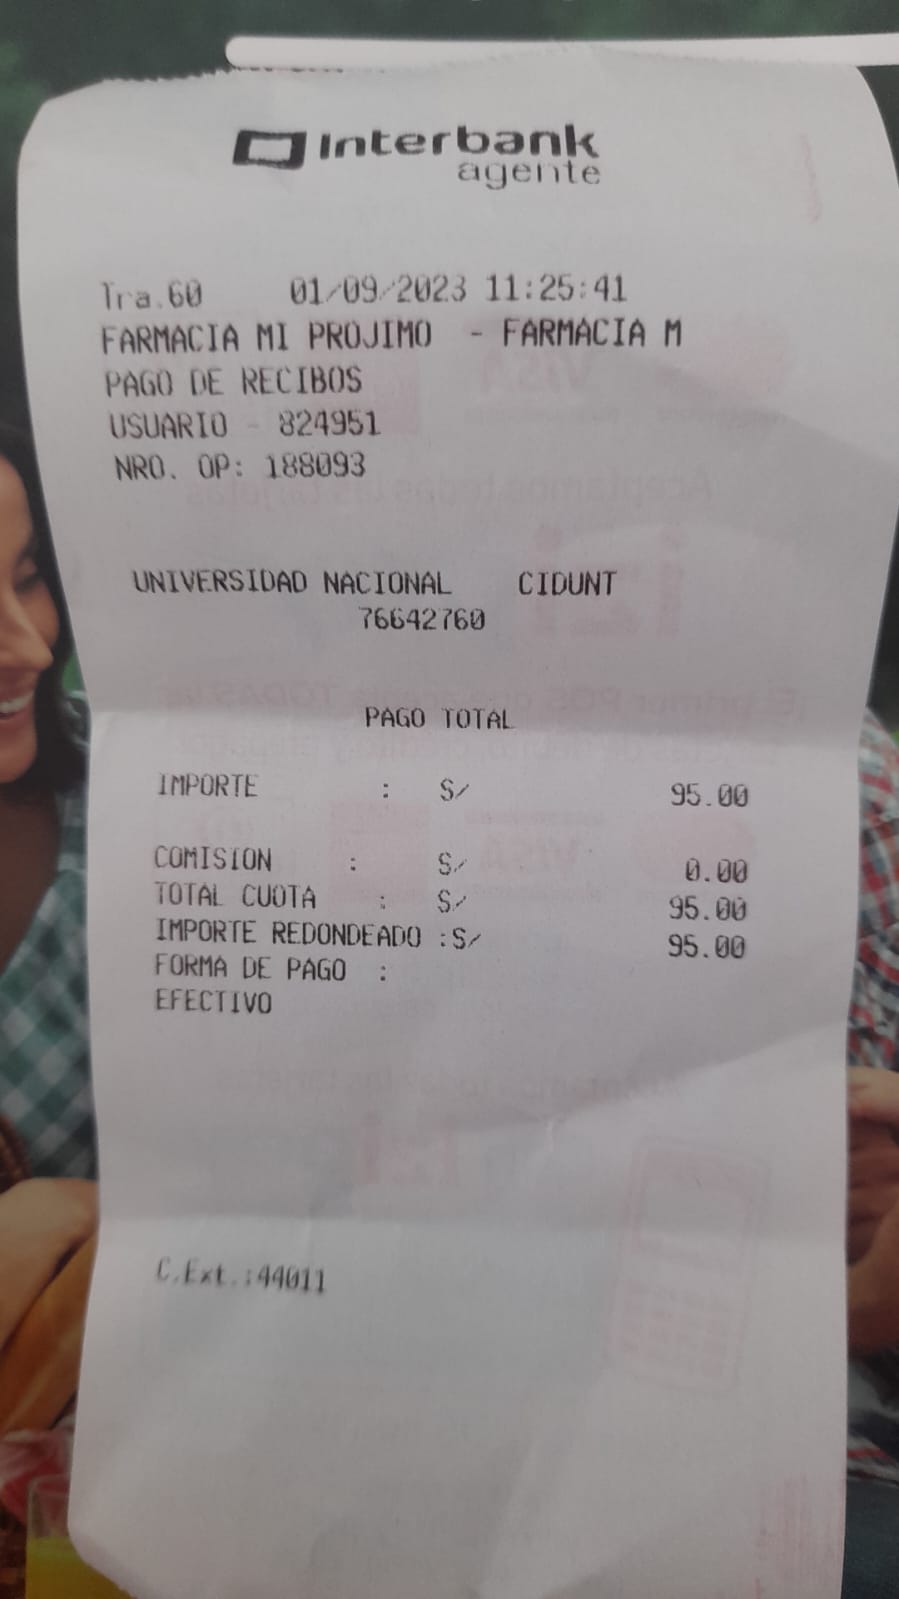 Interbank
agente
Tra.60 01/09/2023 11:25:41
FARMACIA MI PROJIMO - FARMACIA M
PAGO DE RECIBOS
USUARIO - 824951
NRO. OP: 188093
UNIVERSIDAD NACIONAL CIDUNT
76642760
PAGO TOTAL
IMPORTE : S/ 95.00
COMISION : S/ 0.00
TOTAL CUOTA : S/ 95.00
IMPORTE REDONDEADO :S/ 95.00
FORMA DE PAGO :
EFECTIVO
C.Ext.:44011